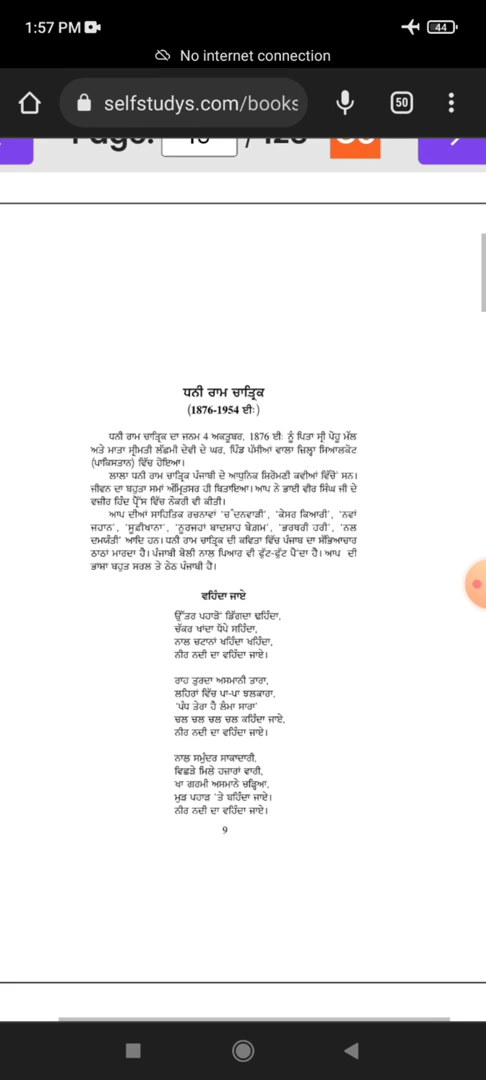 1:57 PM
44
No internet connection
selfstudys.com/books
50
ਧਨੀ ਰਾਮ ਚਾਤ੍ਰਿਕ
(1876-1954 ਈ:)
ਧਨੀ ਰਾਮ ਚਾਤ੍ਰਿਕ ਦਾ ਜਨਮ 4 ਅਕਤੂਬਰ, 1876 ਈ: ਨੂੰ ਪਿਤਾ ਸ੍ਰੀ ਪੋਹੂ ਮੱਲ
ਅਤੇ ਮਾਤਾ ਸ੍ਰੀਮਤੀ ਲੱਛਮੀ ਦੇਵੀ ਦੇ ਘਰ, ਪਿੰਡ ਪੱਸੀਆਂ ਵਾਲਾ ਜ਼ਿਲ੍ਹਾ ਸਿਆਲਕੋਟ
(ਪਾਕਿਸਤਾਨ) ਵਿੱਚ ਹੋਇਆ।
ਲਾਲਾ ਧਨੀ ਰਾਮ ਚਾਤ੍ਰਿਕ ਪੰਜਾਬੀ ਦੇ ਆਧੁਨਿਕ ਸ਼ਿਰੋਮਣੀ ਕਵੀਆਂ ਵਿੱਚੋਂ ਸਨ।
ਜੀਵਨ ਦਾ ਬਹੁਤਾ ਸਮਾਂ ਅੰਮ੍ਰਿਤਸਰ ਹੀ ਬਿਤਾਇਆ। ਆਪ ਨੇ ਭਾਈ ਵੀਰ ਸਿੰਘ ਜੀ ਦੇ
ਵਜ਼ੀਰ ਹਿੰਦ ਪ੍ਰੈੱਸ ਵਿੱਚ ਨੌਕਰੀ ਵੀ ਕੀਤੀ।
ਆਪ ਦੀਆਂ ਸਾਹਿਤਿਕ ਰਚਨਾਵਾਂ 'ਚੰਦਨਵਾੜੀ', 'ਕੇਸਰ ਕਿਆਰੀ', 'ਨਵਾਂ
ਜਹਾਨ', 'ਸੂਫ਼ੀਖਾਨਾ', 'ਨੂਰਜਹਾਂ ਬਾਦਸ਼ਾਹ ਬੇਗਮ', 'ਭਰਥਰੀ ਹਰੀ', 'ਨਲ
ਦਮਯੰਤੀ' ਆਦਿ ਹਨ। ਧਨੀ ਰਾਮ ਚਾਤ੍ਰਿਕ ਦੀ ਕਵਿਤਾ ਵਿੱਚ ਪੰਜਾਬ ਦਾ ਸੱਭਿਆਚਾਰ
ਠਾਠਾਂ ਮਾਰਦਾ ਹੈ। ਪੰਜਾਬੀ ਬੋਲੀ ਨਾਲ ਪਿਆਰ ਵੀ ਫੁੱਟ-ਫੁੱਟ ਪੈਂਦਾ ਹੈ। ਆਪ ਦੀ
ਭਾਸ਼ਾ ਬਹੁਤ ਸਰਲ ਤੇ ਠੇਠ ਪੰਜਾਬੀ ਹੈ।
ਵਹਿੰਦਾ ਜਾਏ
ਉੱਤਰ ਪਹਾੜੋਂ ਡਿੱਗਦਾ ਢਹਿੰਦਾ,
ਚੱਕਰ ਖਾਂਦਾ ਧੱਪੇ ਸਹਿੰਦਾ,
ਨਾਲ ਚਟਾਨਾਂ ਖਹਿੰਦਾ ਖਹਿੰਦਾ,
ਨੀਰ ਨਦੀ ਦਾ ਵਹਿੰਦਾ ਜਾਏ।
ਰਾਹ ਤੁਰਦਾ ਅਸਮਾਨੀ ਤਾਰਾ,
ਲਹਿਰਾਂ ਵਿੱਚ ਪਾ-ਪਾ ਝਲਕਾਰਾ,
'ਪੰਧ ਤੇਰਾ ਹੈ ਲੰਮਾ ਸਾਰਾ'
ਚਲ ਚਲ ਚਲ ਚਲ ਕਹਿੰਦਾ ਜਾਏ,
ਨੀਰ ਨਦੀ ਦਾ ਵਹਿੰਦਾ ਜਾਏ।
ਨਾਲ ਸਮੁੰਦਰ ਸਾਕਾਦਾਰੀ,
ਵਿਛੜੇ ਮਿਲੇ ਹਜ਼ਾਰਾਂ ਵਾਰੀ,
ਖਾ ਗਰਮੀ ਅਸਮਾਨੇ ਚੜ੍ਹਿਆ,
ਮੁੜ ਪਹਾੜ 'ਤੇ ਬਹਿੰਦਾ ਜਾਏ।
ਨੀਰ ਨਦੀ ਦਾ ਵਹਿੰਦਾ ਜਾਏ।
9